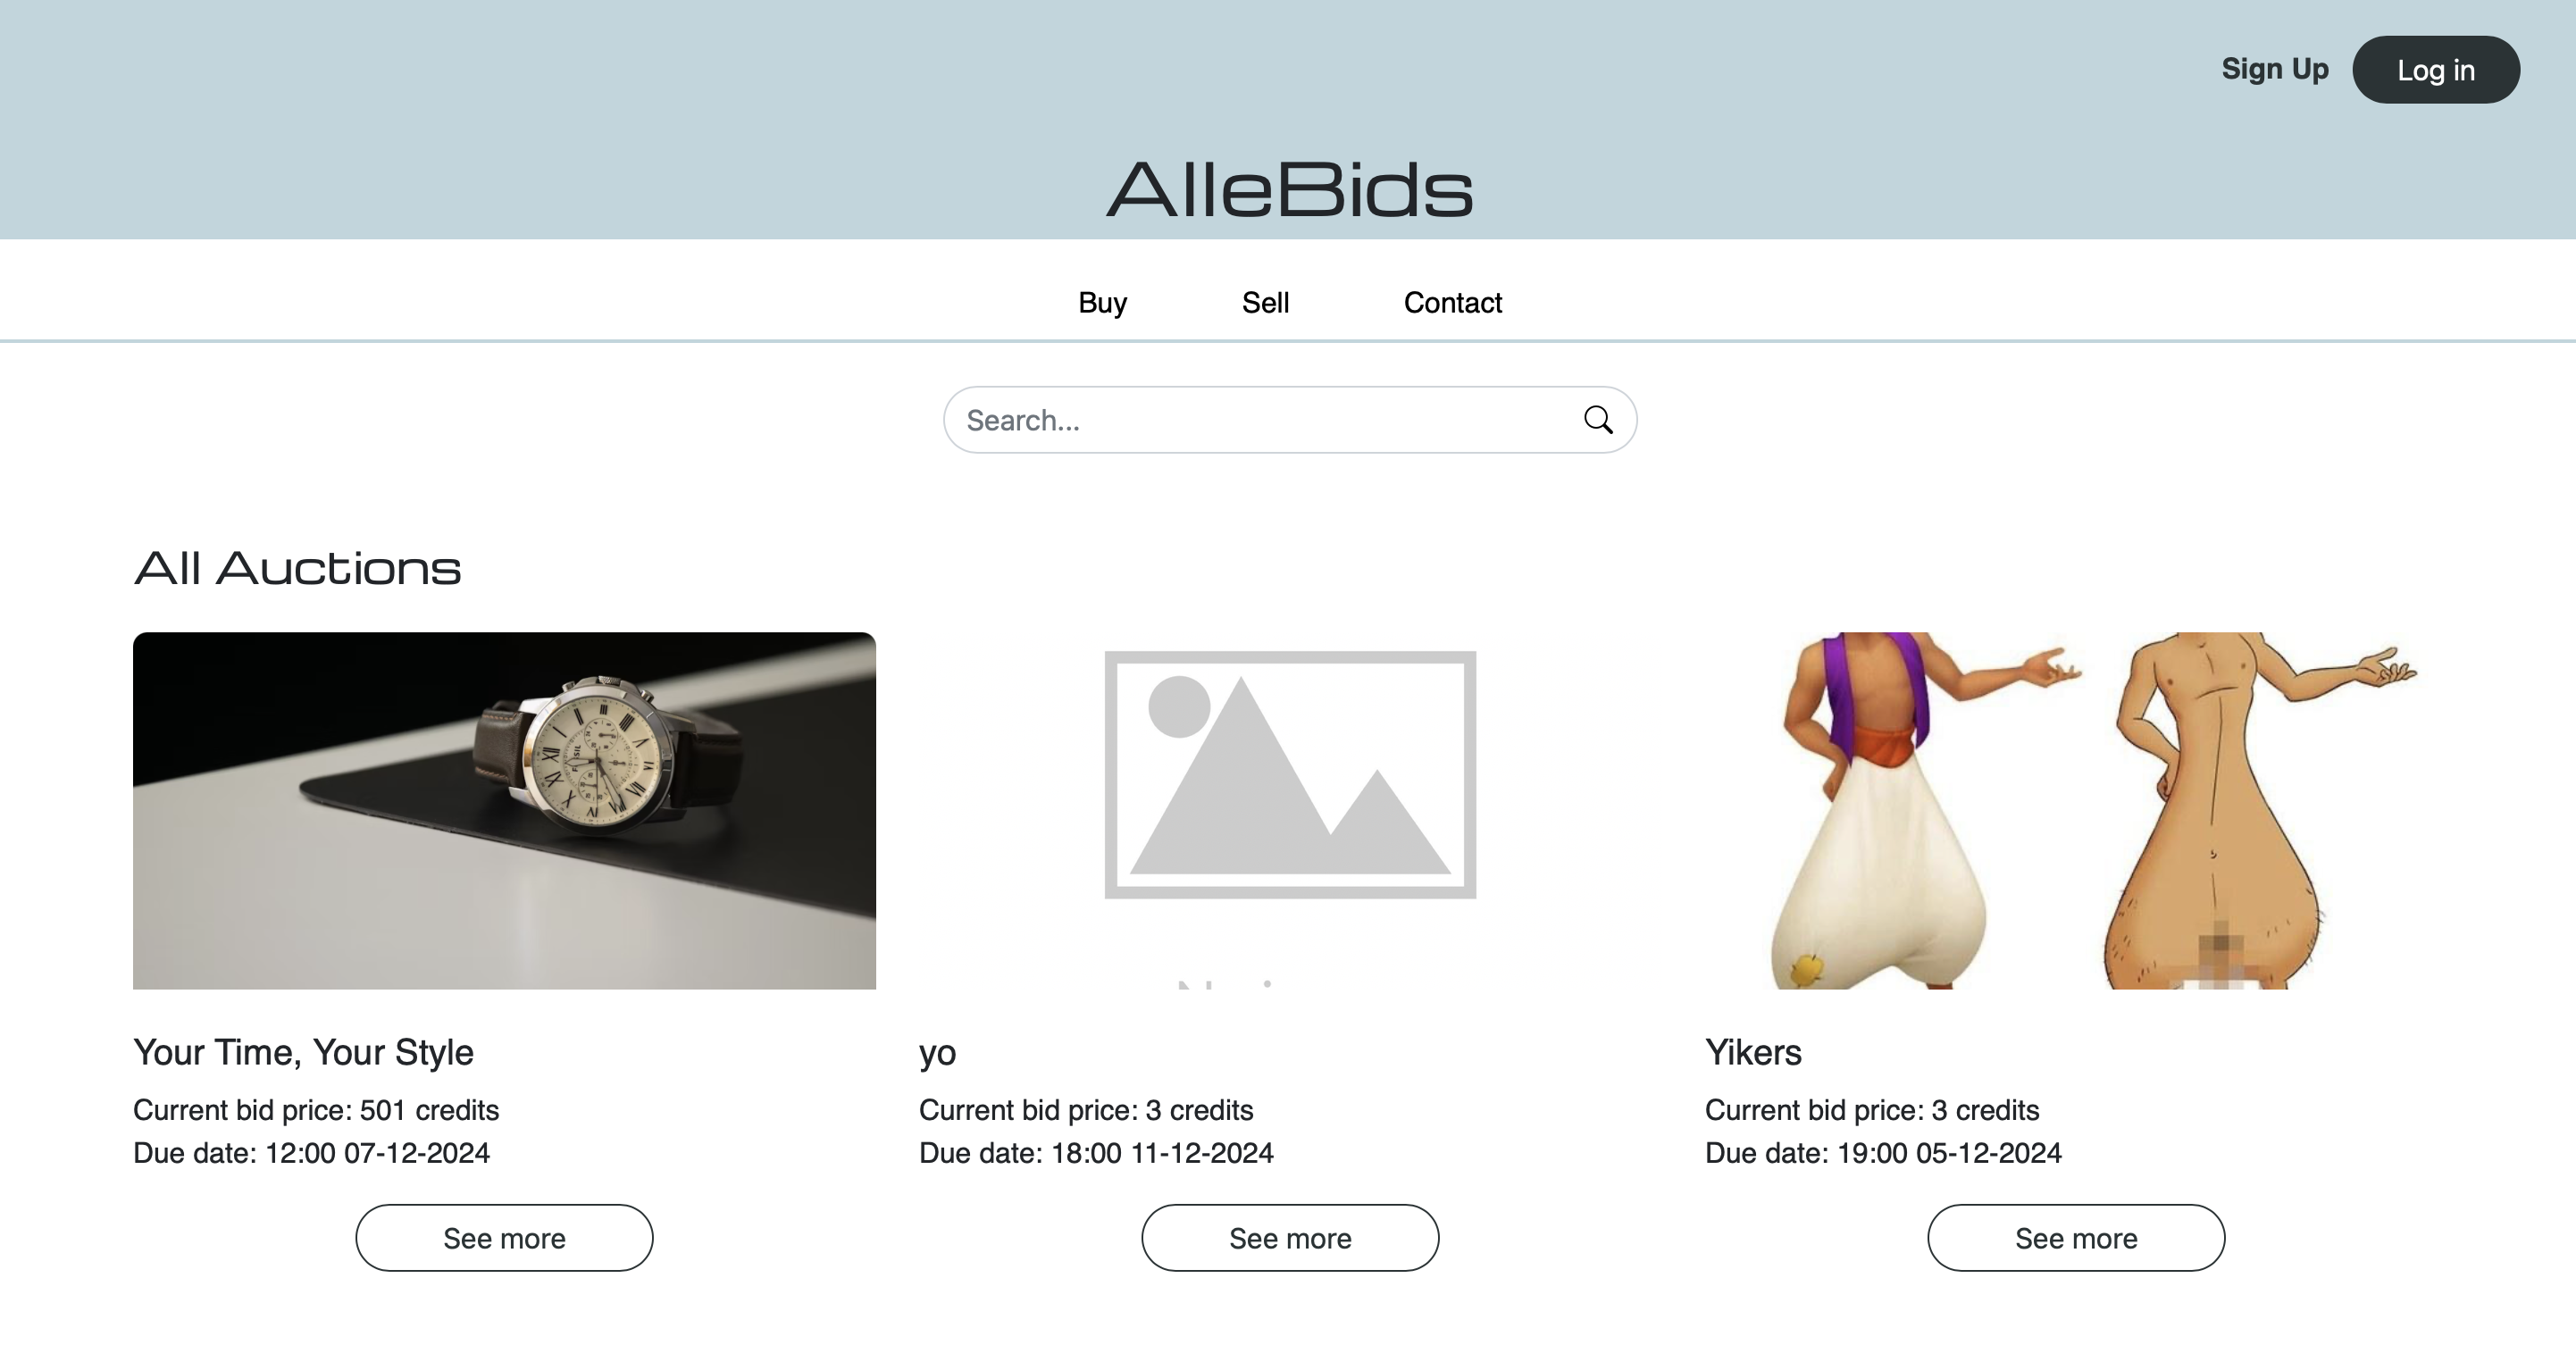 Sign Up Log in
AlleBids
Buy Sell Contact
Search...
All Auctions
Your Time, Your Style
Current bid price: 501 credits
Due date: 12:00 07-12-2024
See more
yo
Current bid price: 3 credits
Due date: 18:00 11-12-2024
See more
Yikers
Current bid price: 3 credits
Due date: 19:00 05-12-2024
See more